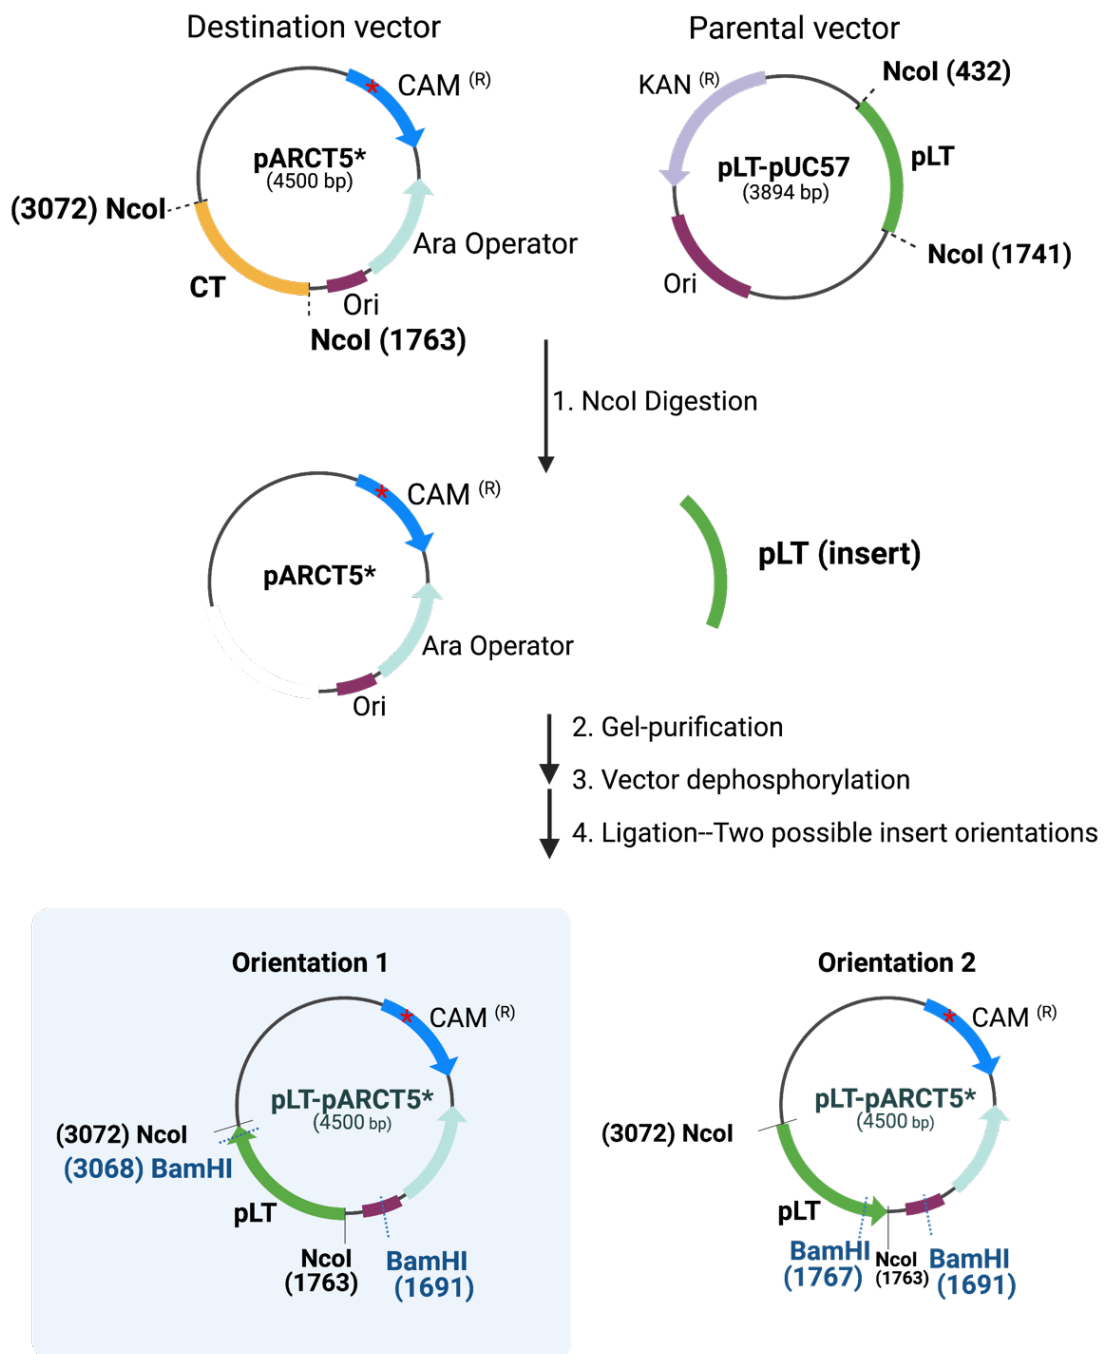 Destination vector
Parental vector
CAM (R)
*
pARCT5*
(4500 bp)
(3072) NcoI
Ara Operator
CT
Ori
NcoI (1763)
KAN (R)
NcoI (432)
pLT-pUC57
(3894 bp)
pLT
NcoI (1741)
Ori
1. NcoI Digestion
CAM (R)
*
pARCT5*
Ara Operator
Ori
pLT (insert)
2. Gel-purification
3. Vector dephosphorylation
4. Ligation--Two possible insert orientations
Orientation 1
CAM (R)
*
pLT-pARCT5*
(4500 bp)
(3072) NcoI
(3068) BamHI
pLT
NcoI
(1763)
BamHI
(1691)
Orientation 2
CAM (R)
*
pLT-pARCT5*
(4500 bp)
(3072) NcoI
pLT
BamHI
(1767)
NcoI
(1763)
BamHI
(1691)